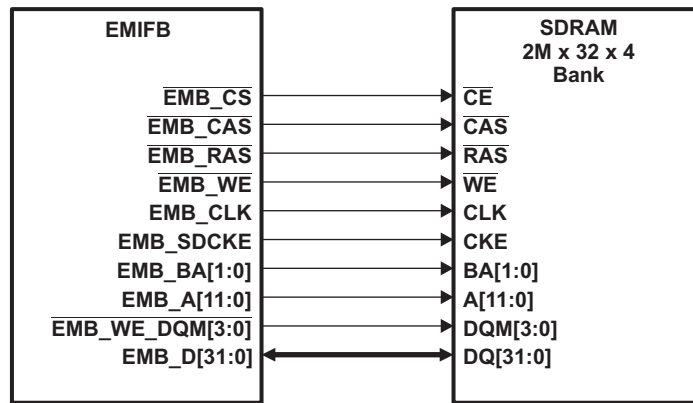 EMIFB
SDRAM
2M x 32 x 4
Bank
EMB_CS CE
EMB_CAS CAS
EMB_RAS RAS
EMB_WE WE
EMB_CLK CLK
EMB_SDCKE CKE
EMB_BA[1:0] BA[1:0]
EMB_A[11:0] A[11:0]
EMB_WE_DQM[3:0] DQM[3:0]
EMB_D[31:0] DQ[31:0]